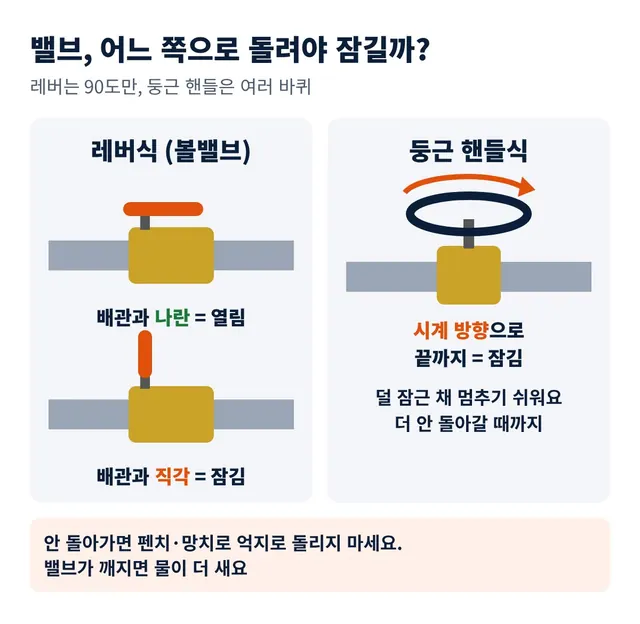 밸브, 어느 쪽으로 돌려야 잠길까?
레버는 90도만, 둥근 핸들은 여러 바퀴
레버식 (볼밸브)
배관과 나란 = 열림
배관과 직각 = 잠김
둥근 핸들식
시계 방향으로
끝까지 = 잠김
덜 잠근 채 멈추기 쉬워요
더 안 돌아갈 때까지
안 돌아가면 펜치·망치로 억지로 돌리지 마세요.
밸브가 깨지면 물이 더 새요